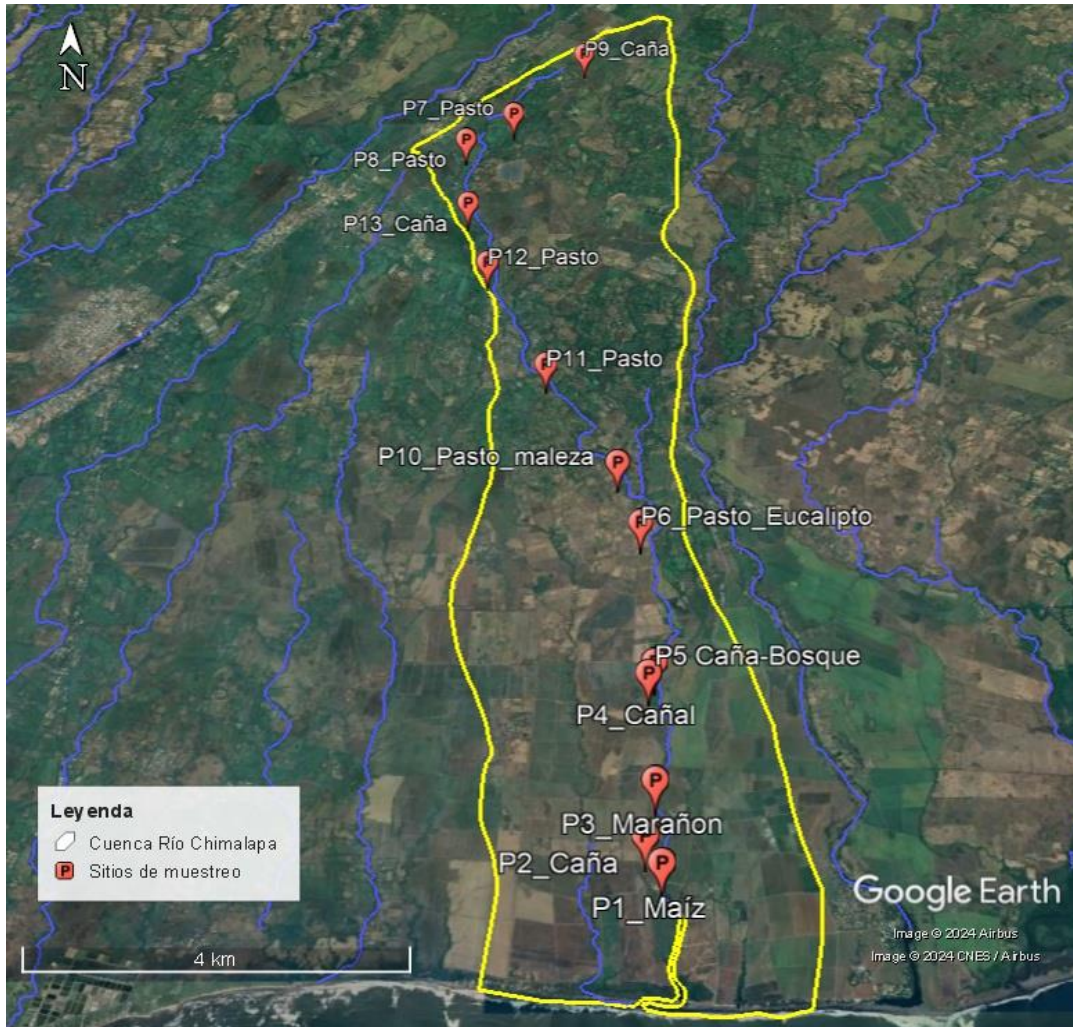 N
P9_Caña
P7_Pasto
P8_Pasto
P13_Caña
P12_Pasto
P11_Pasto
P10_Pasto_maleza
P6_Pasto_Eucalipto
P5 Caña-Bosque
P4_Cañal
P3_Marañon
P2_Caña
P1_Maíz
Leyenda
Cuenca Río Chimalapa
P Sitios de muestreo
4 km
Google Earth
Image © 2024 Airbus
Image © 2024 CNES / Airbus